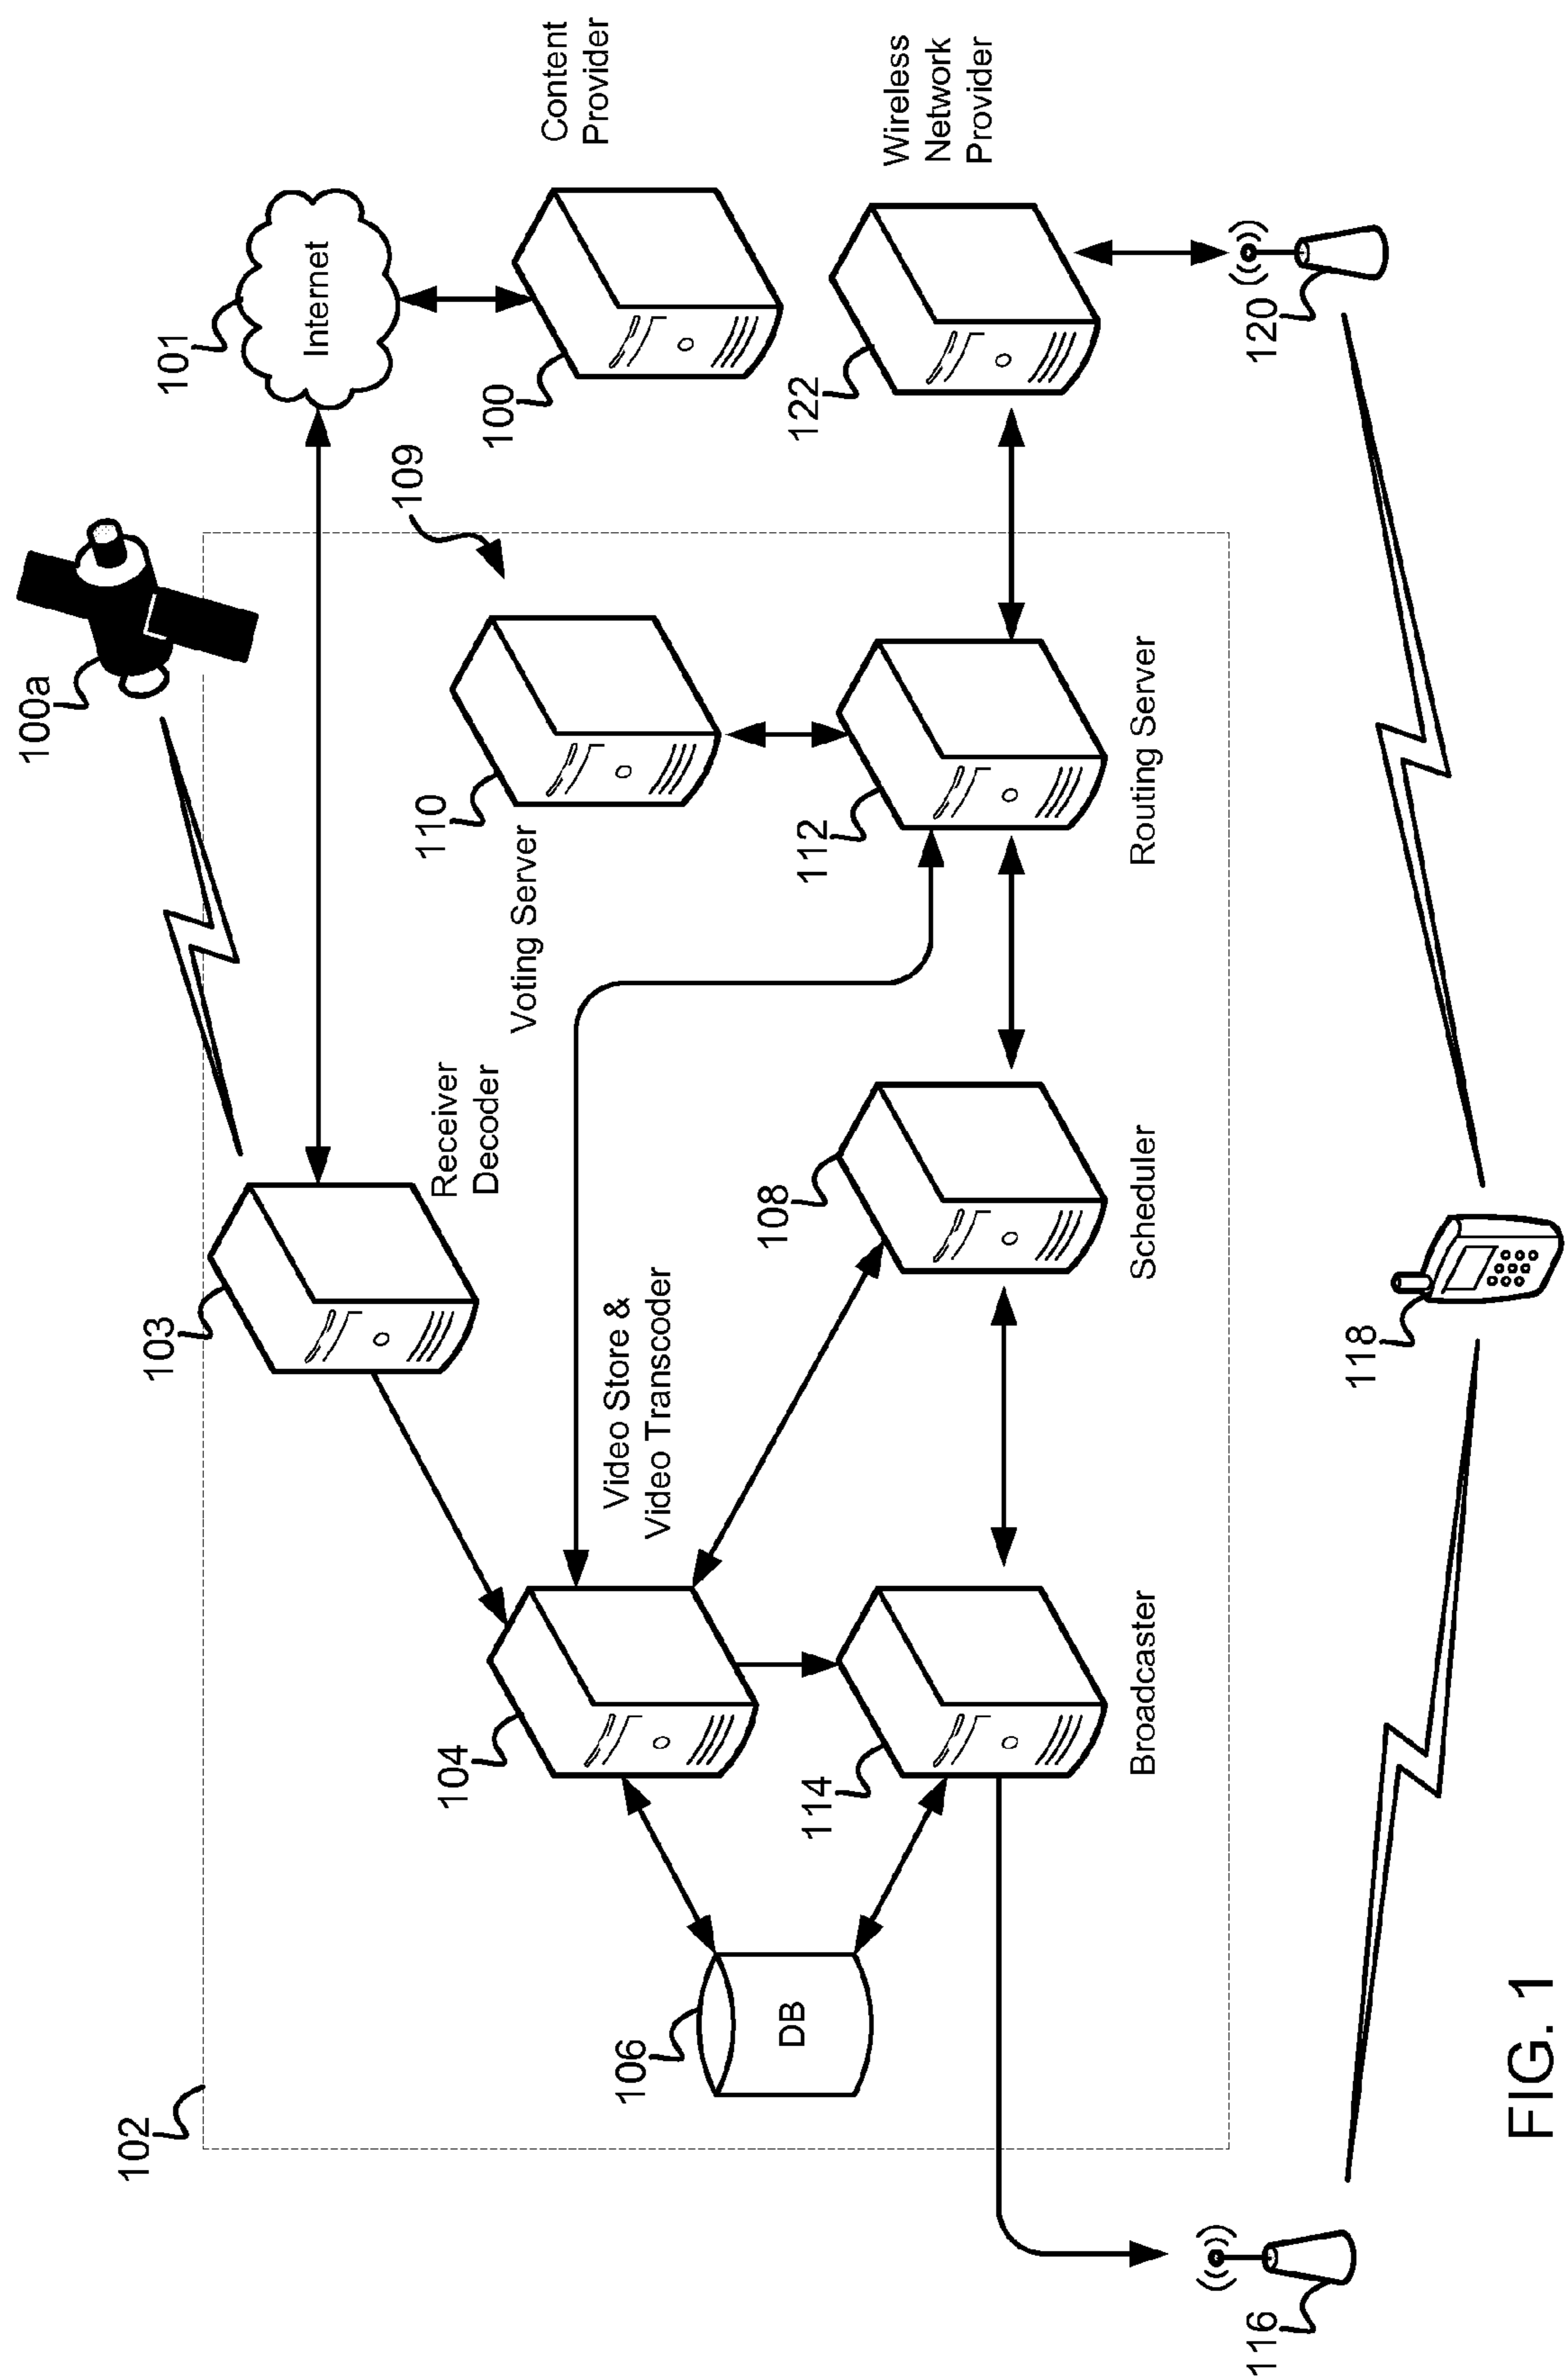 100a
102
103
101
Internet
109
110
Receiver
Decoder
104
100
Voting Server
Content
Provider
Video Store &
Video Transcoder
106
DB
108
112
122
114
Wireless
Network
Provider
Broadcaster
Scheduler
Routing Server
116
120
118
FIG. 1